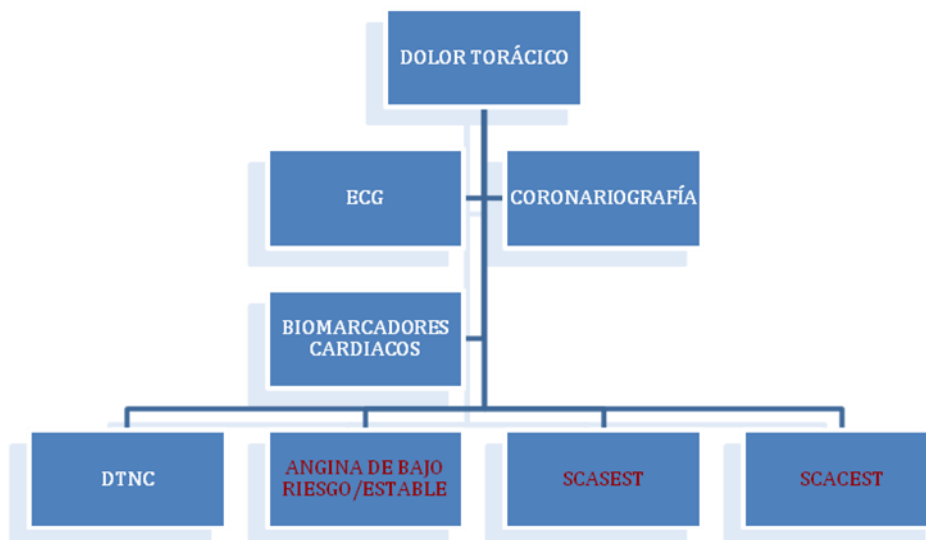 DOLOR TORÁCICO
ECG
CORONARIOGRAFÍA
BIOMARCADORES
CARDIACOS
DTNC
ANGINA DE BAJO
RIESGO/ESTABLE
SCASEST
SCACEST